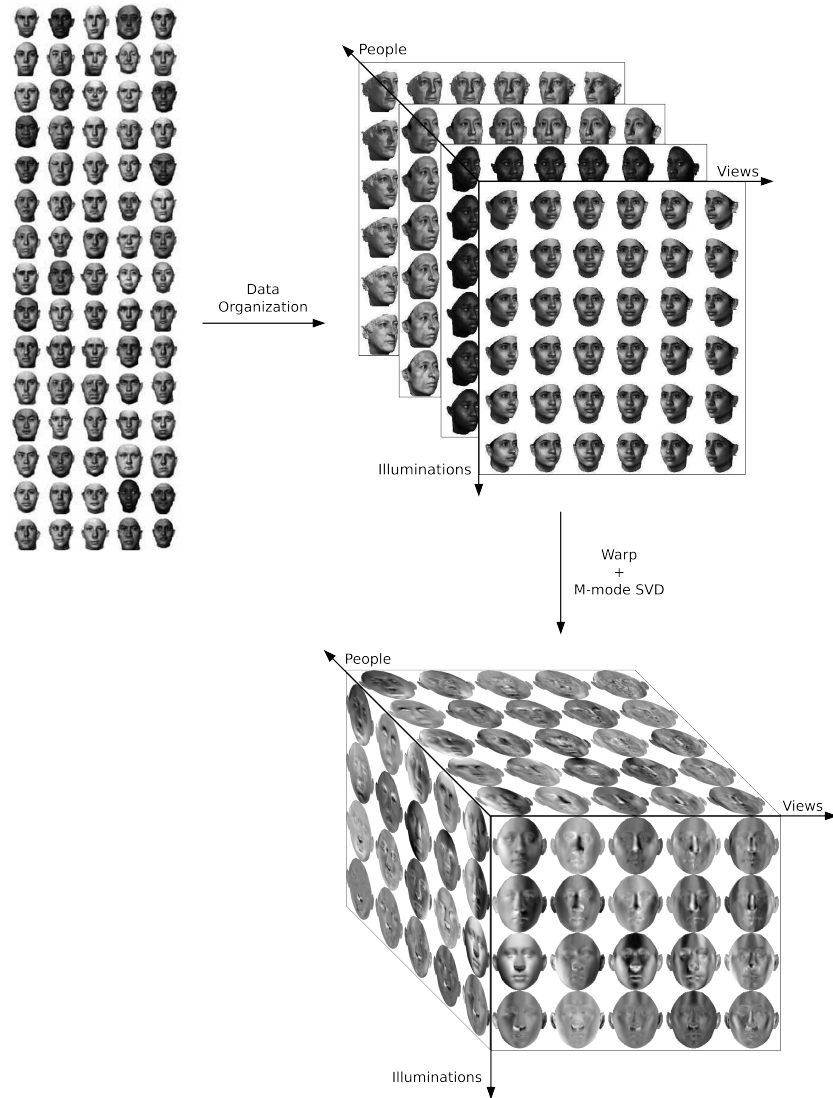 People
Views
Data
Organization
Illuminations
Warp
+
M-mode SVD
People
Views
Illuminations